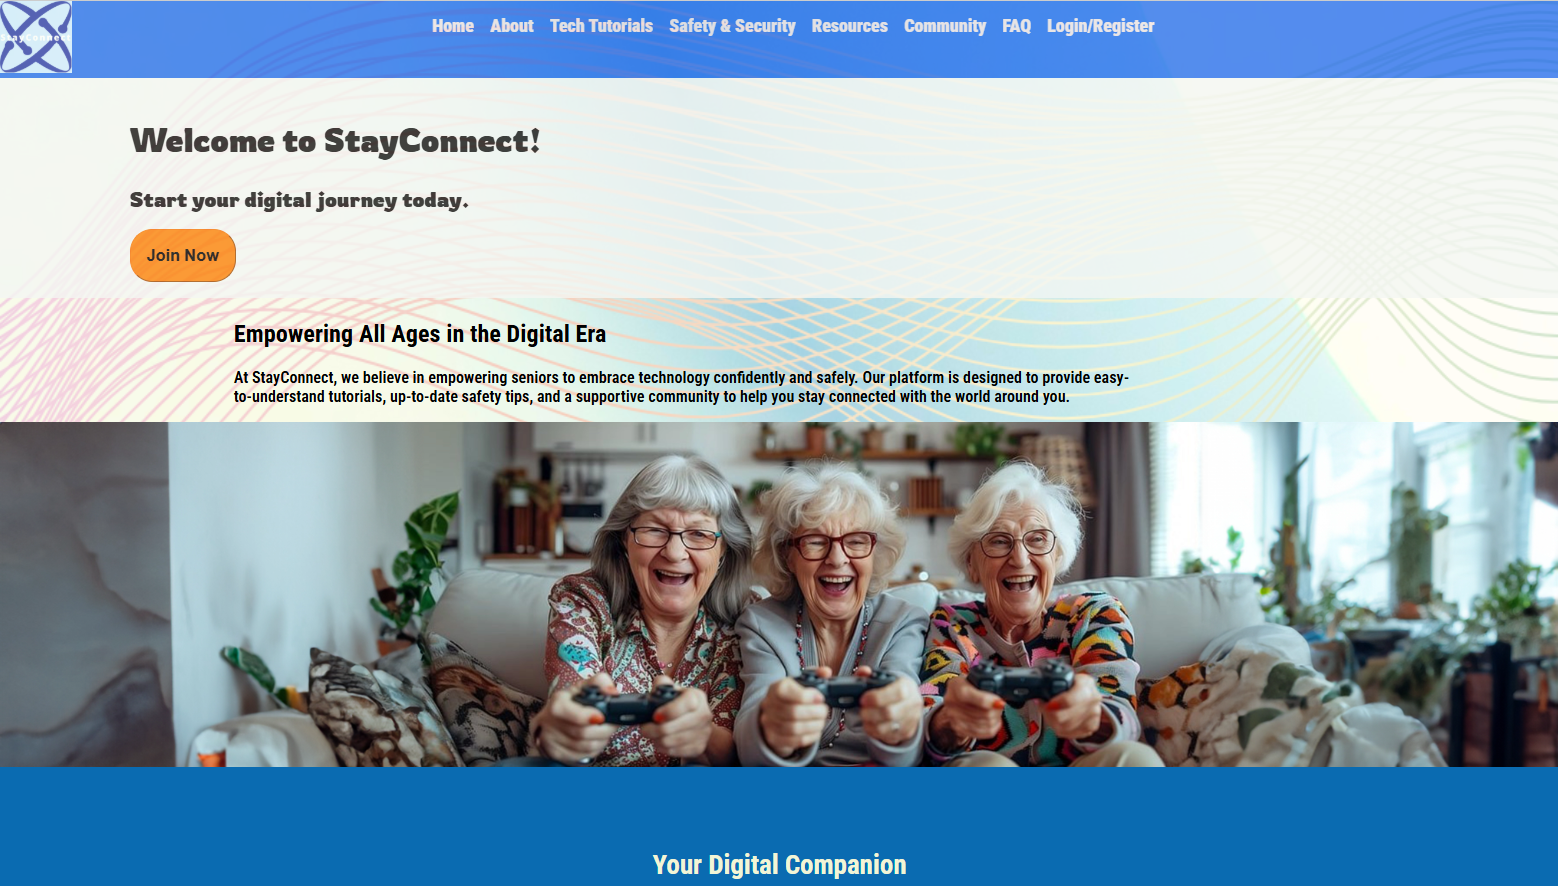 StayConnect
Home About Tech Tutorials Safety & Security Resources Community FAQ Login/Register
Welcome to StayConnect!
Start your digital journey today.
Join Now
Empowering All Ages in the Digital Era
At StayConnect, we believe in empowering seniors to embrace technology confidently and safely. Our platform is designed to provide easy-
to-understand tutorials, up-to-date safety tips, and a supportive community to help you stay connected with the world around you.
Your Digital Companion